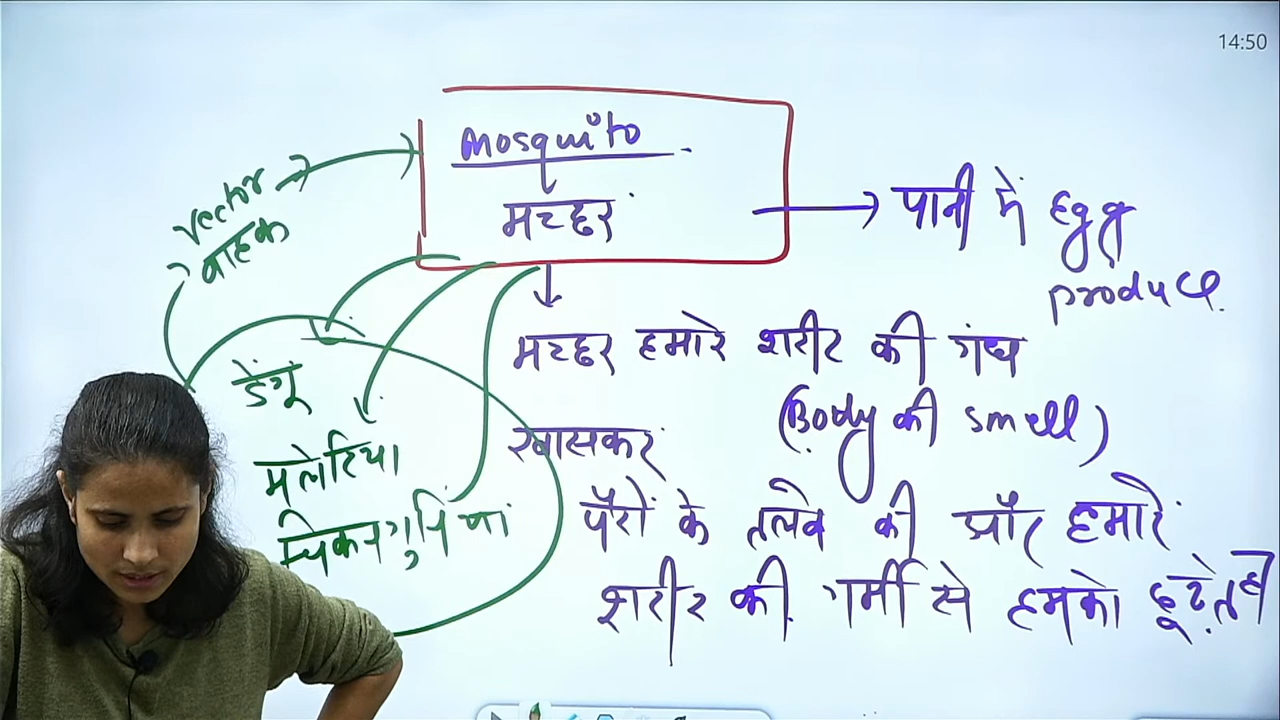 14:50
mosquito
मच्छर
vector
वाहक
पानी में Egg
produce
मच्छर हमारे शरीर की गंध
(Body की smell)
खासकर
पैरों के तलवे की और हमारे
शरीर की गर्मी से हमको ढूंढते है
डेंगू
मलेरिया
चिकनगुनिया